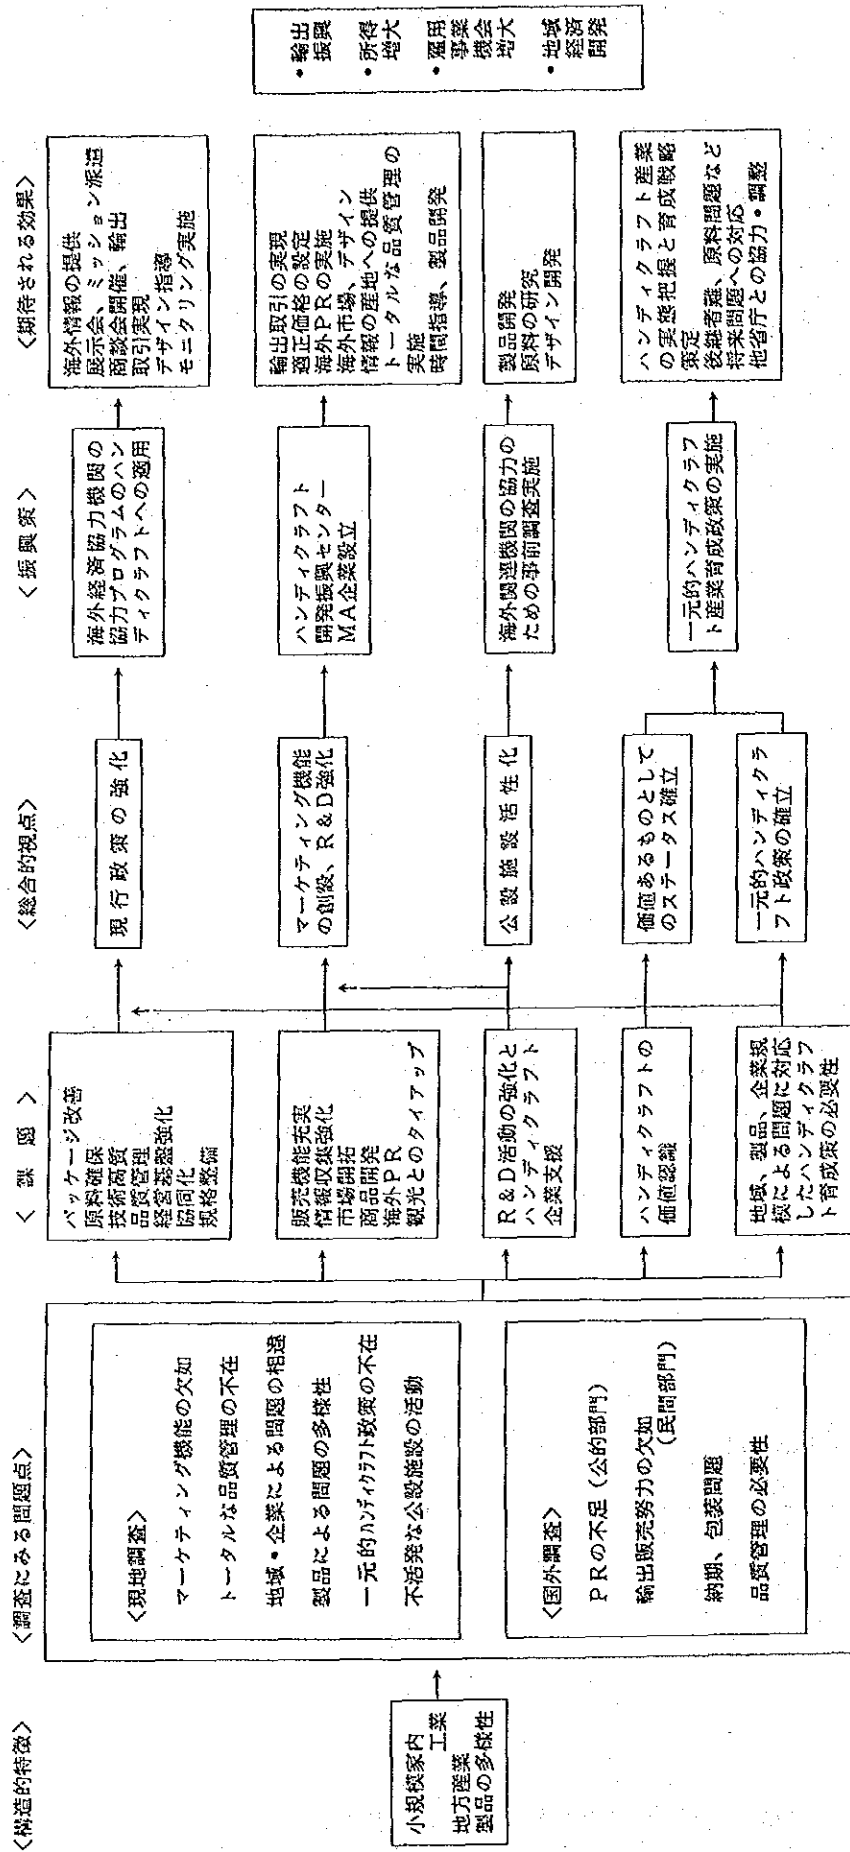 〈構造的特徴〉
小規模家内
工業
地方産業
製品の多様性
〈調査にみる問題点〉
〈現地調査〉
マーケティング機能の欠如
トータルな品質管理の不在
地域・企業による問題の相違
製品による問題の多様性
一元的ハンディクラフト政策の不在
不活発な公設施設の活動
〈国外調査〉
PRの不足(公的部門)
輸出販売努力の欠如
(民間部門)
納期、包装問題
品質管理の必要性
〈課題〉
パッケージ改善
原料確保
技術高質
品質管理
経営基盤強化
協同化
規格整備
販売機能充実
情報収集強化
市場開拓
商品開発
海外PR
観光とのタイアップ
R&D活動の強化と
ハンディクラフト
企業支援
ハンディクラフトの
価値認識
地域、製品、企業規
模による問題に対応
したハンディクラフ
ト育成策の必要性
〈総合的視点〉
現行政策の強化
マーケティング機能
の創設、R&D強化
公設施設活性化
価値あるものとして
のステータス確立
一元的ハンディクラ
フト政策の確立
〈振興策〉
海外経済協力機関の
協力プログラムのハン
ディクラフトへの適用
ハンディクラフト
開発振興センター
MA企業設立
海外関連機関の協力の
ための事前調査実施
一元的ハンディクラフ
ト産業育成政策の実施
〈期待される効果〉
海外情報の提供
展示会、ミッション派遣
商談会開催、輸出
取引実現
デザイン指導
モニタリング実施
輸出取引の実現
適正価格の設定
海外PRの実施
海外市場、デザイン
情報の産地への提供
トータルな品質管理の
実施
時間指導、製品開発
製品開発
原料の研究
デザイン開発
ハンディクラフト産業
の実態把握と育成戦略
策定
後継者難、原料問題など
将来問題への対応
他省庁との協力・調整
・輸出
振興
・所得
増大
・雇用
事業
機会
増大
・地域
経済
開発